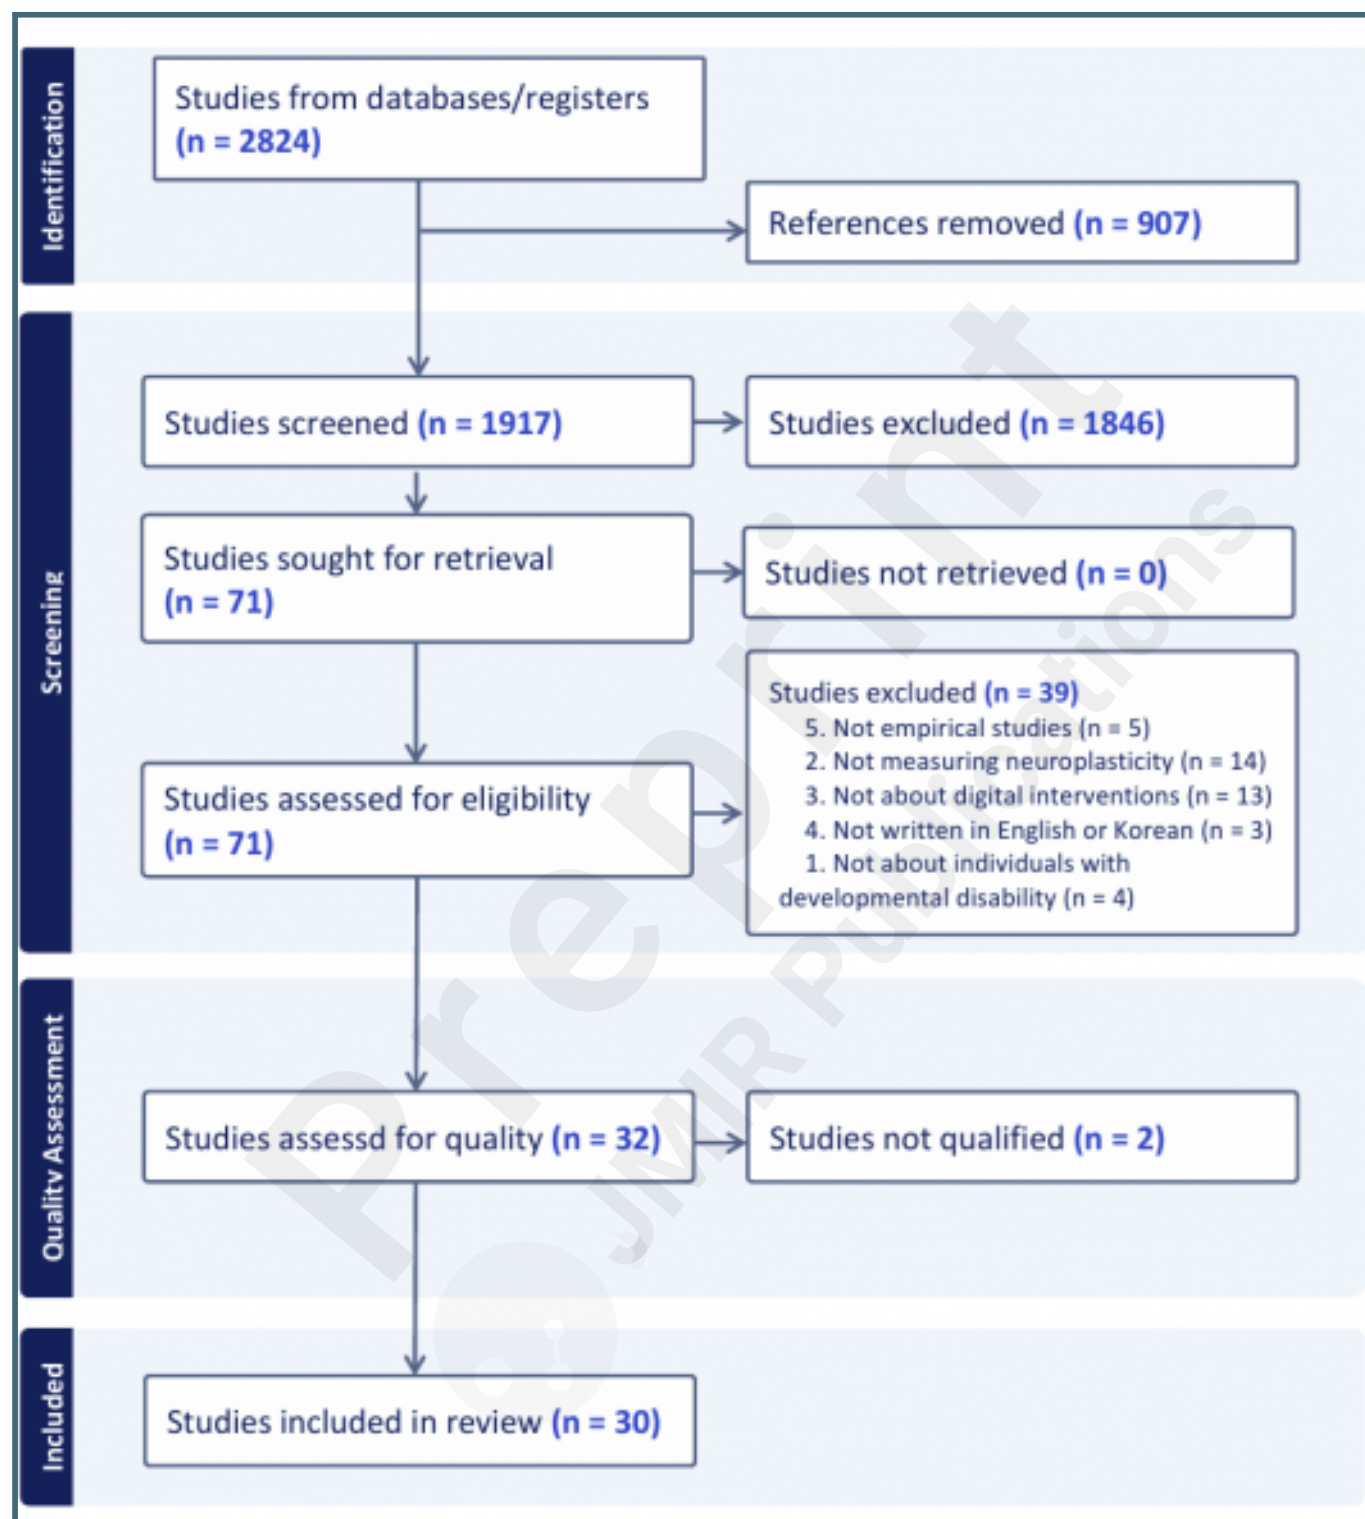 Identification
Studies from databases/registers
(n = 2824)
References removed (n = 907)
Screening
Studies screened (n = 1917)
Studies excluded (n = 1846)
Studies sought for retrieval
(n = 71)
Studies not retrieved (n = 0)
Studies assessed for eligibility
(n = 71)
Studies excluded (n = 39)
5. Not empirical studies (n = 5)
2. Not measuring neuroplasticity (n = 14)
3. Not about digital interventions (n = 13)
4. Not written in English or Korean (n = 3)
1. Not about individuals with
developmental disability (n = 4)
Quality Assessment
Studies assessd for quality (n = 32)
Studies not qualified (n = 2)
Included
Studies included in review (n = 30)
Preprint
JMIR Publications